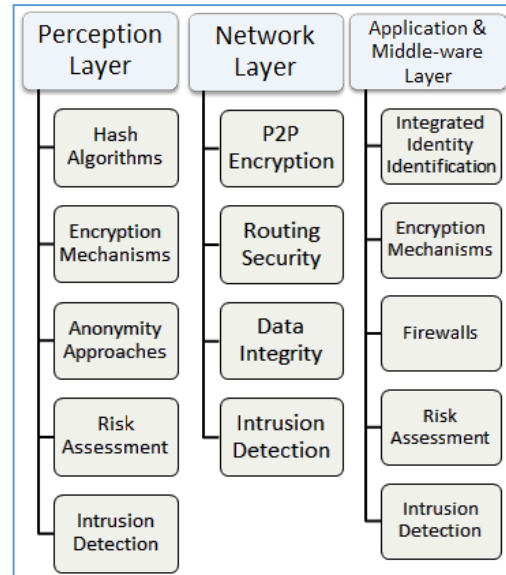 Perception
Layer
Hash
Algorithms
Encryption
Mechanisms
Anonymity
Approaches
Risk
Assessment
Intrusion
Detection
Network
Layer
P2P
Encryption
Routing
Security
Data
Integrity
Intrusion
Detection
Application &
Middle-ware
Layer
Integrated
Identity
Identification
Encryption
Mechanisms
Firewalls
Risk
Assessment
Intrusion
Detection